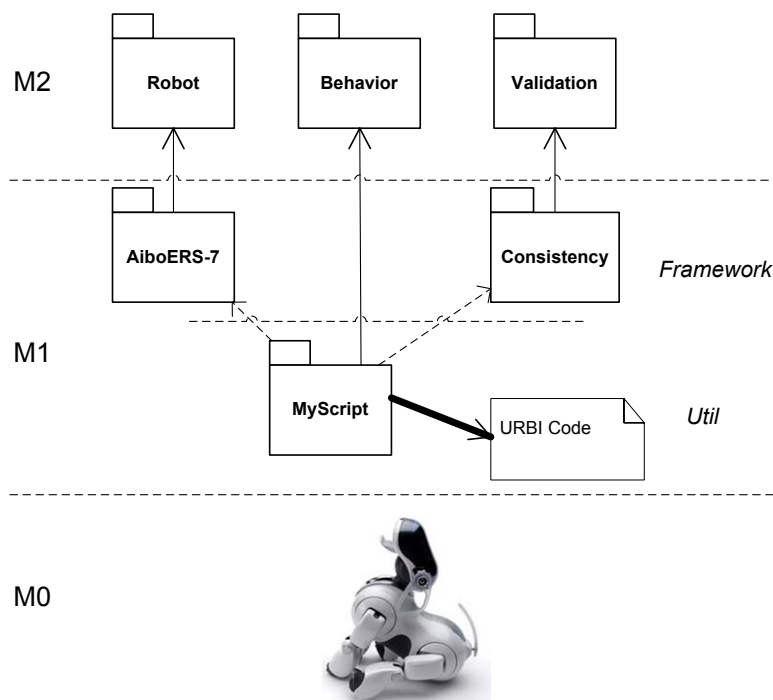 M2
Robot
Behavior
Validation
AiboERS-7
Consistency
Framework
M1
MyScript
URBI Code
Util
M0